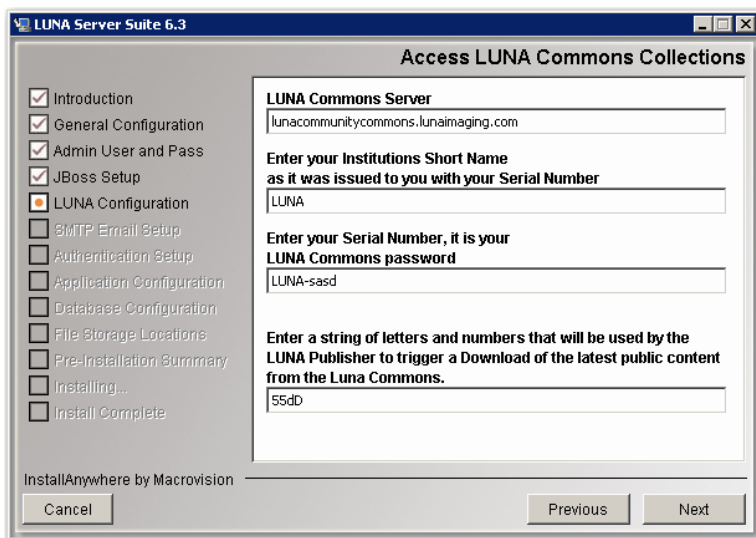 LUNA Server Suite 6.3
Access LUNA Commons Collections
Introduction
General Configuration
Admin User and Pass
JBoss Setup
LUNA Configuration
SMTP Email Setup
Authentication Setup
Application Configuration
Database Configuration
File Storage Locations
Pre-Installation Summary
Installing...
Install Complete
LUNA Commons Server
lunacommunitycommons.lunaimaging.com
Enter your Institutions Short Name
as it was issued to you with your Serial Number
LUNA
Enter your Serial Number, it is your
LUNA Commons password
LUNA-sasd
Enter a string of letters and numbers that will be used by the
LUNA Publisher to trigger a Download of the latest public content
from the Luna Commons.
55dD
InstallAnywhere by Macrovision
Cancel
Previous
Next